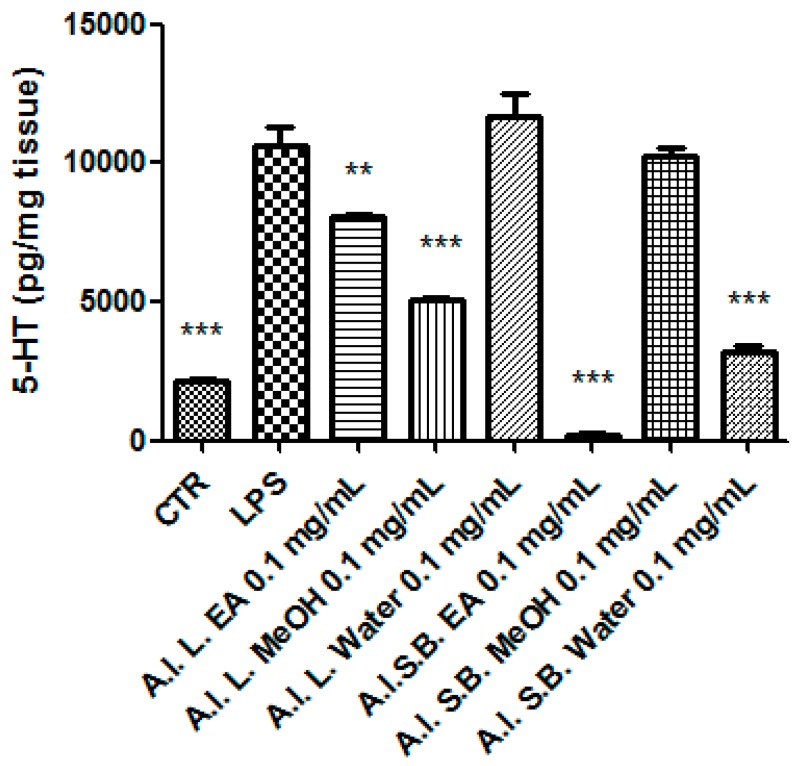 5-HT (pg/mg tissue)
15000
10000
5000
0
***
**
***
***
***
CTR
LPS
A.I. L. EA 0.1 mg/mL
A.I. L. MeOH 0.1 mg/mL
A.I. L. Water 0.1 mg/mL
A.I.S.B. EA 0.1 mg/mL
A.I. S.B. MeOH 0.1 mg/mL
A.I. S.B. Water 0.1 mg/mL